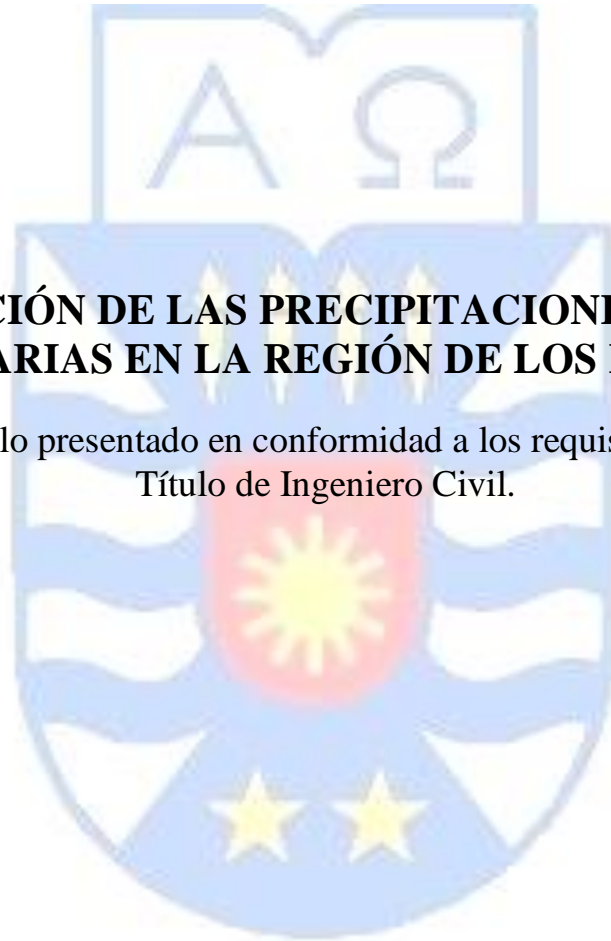 Α Ω
CIÓN DE LAS PRECIPITACION
ARIAS EN LA REGIÓN DE LOS
lo presentado en conformidad a los requis
Título de Ingeniero Civil.